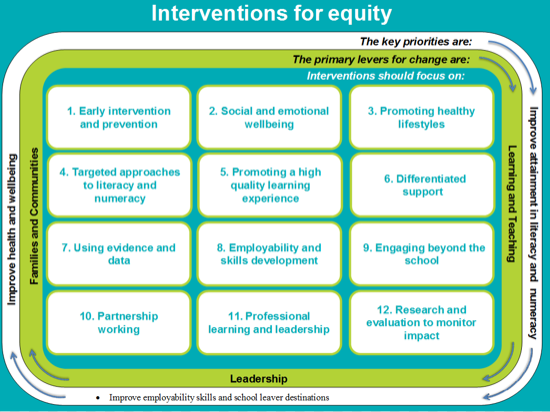 Interventions for equity
The key priorities are:
The primary levers for change are:
Interventions should focus on:
1. Early intervention
and prevention
2. Social and emotional
wellbeing
3. Promoting healthy
lifestyles
4. Targeted approaches
to literacy and
numeracy
5. Promoting a high
quality learning
experience
6. Differentiated
support
7. Using evidence and
data
8. Employability and
skills development
9. Engaging beyond the
school
10. Partnership
working
11. Professional
learning and leadership
12. Research and
evaluation to monitor
impact
Improve health and wellbeing
Families and Communities
Learning and Teaching
Improve attainment in literacy and numeracy
Leadership
• Improve employability skills and school leaver destinations